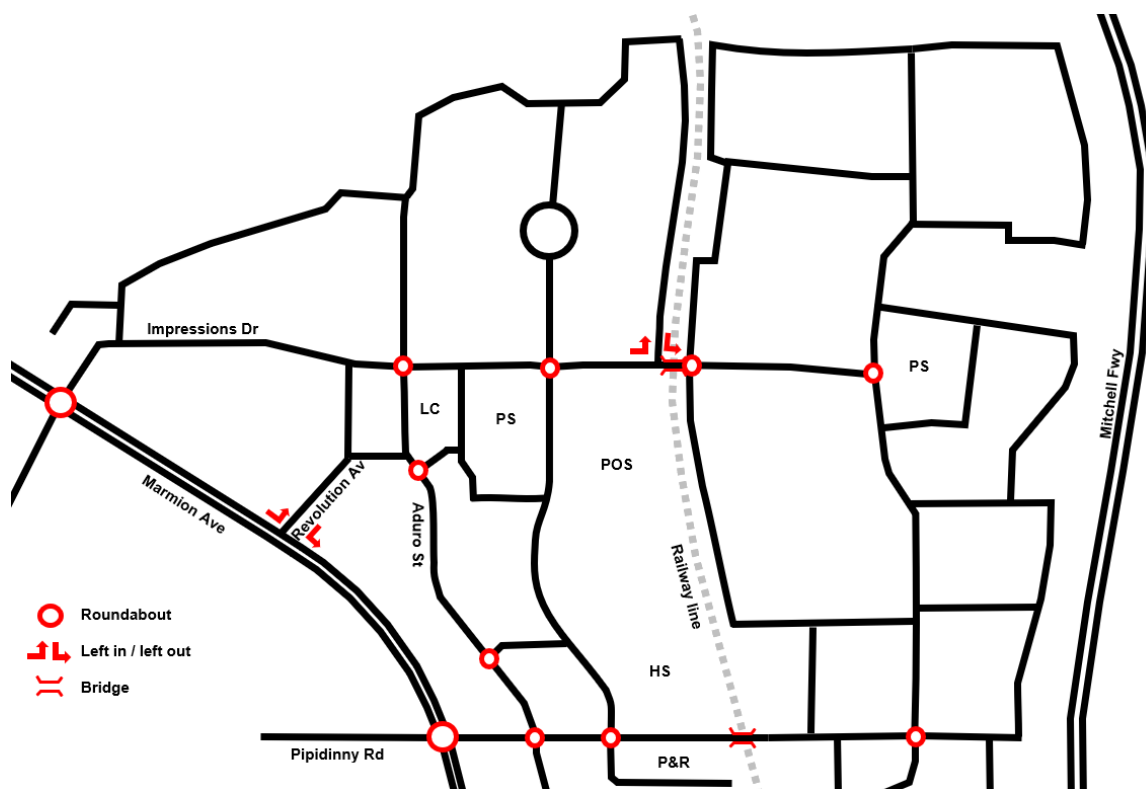 Impressions Dr
LC
PS
PS
POS
Mitchell Fwy
Revolution Av
Marmion Ave
Aduro St
Railway line
Roundabout
Left in / left out
Bridge
HS
Pipidinny Rd
P&R